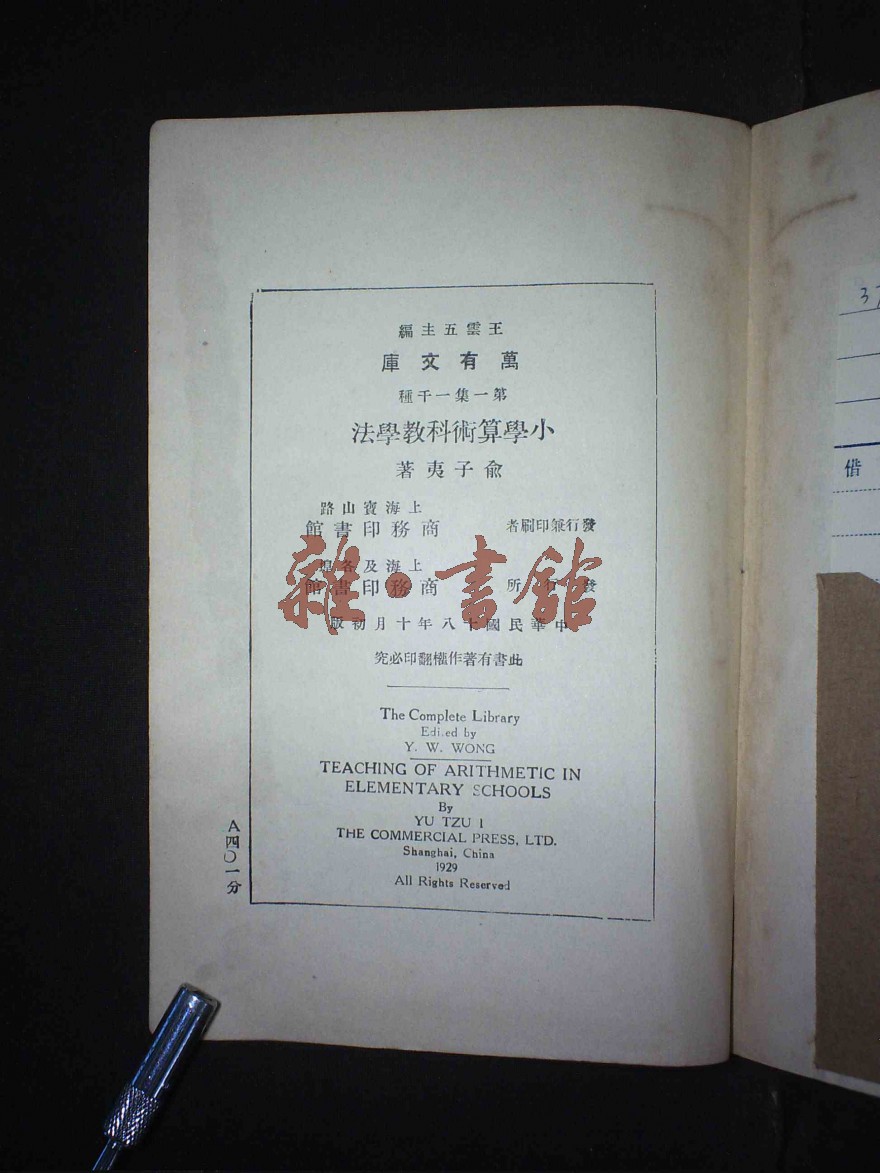 王雲五主編
萬有文庫
第一集一千種
小學算術科教學法
俞子夷著
發行兼印刷者
上海寶山路
商務印書館
發行所
上海及各埠
商務印書館
中華民國十八年十月初版
此書有著作權翻印必究
The Complete Library
Edited by
Y. W. WONG
TEACHING OF ARITHMETIC IN
ELEMENTARY SCHOOLS
By
YU TZU I
THE COMMERCIAL PRESS, LTD.
Shanghai, China
1929
All Rights Reserved
A四〇一分
雜·書館
借